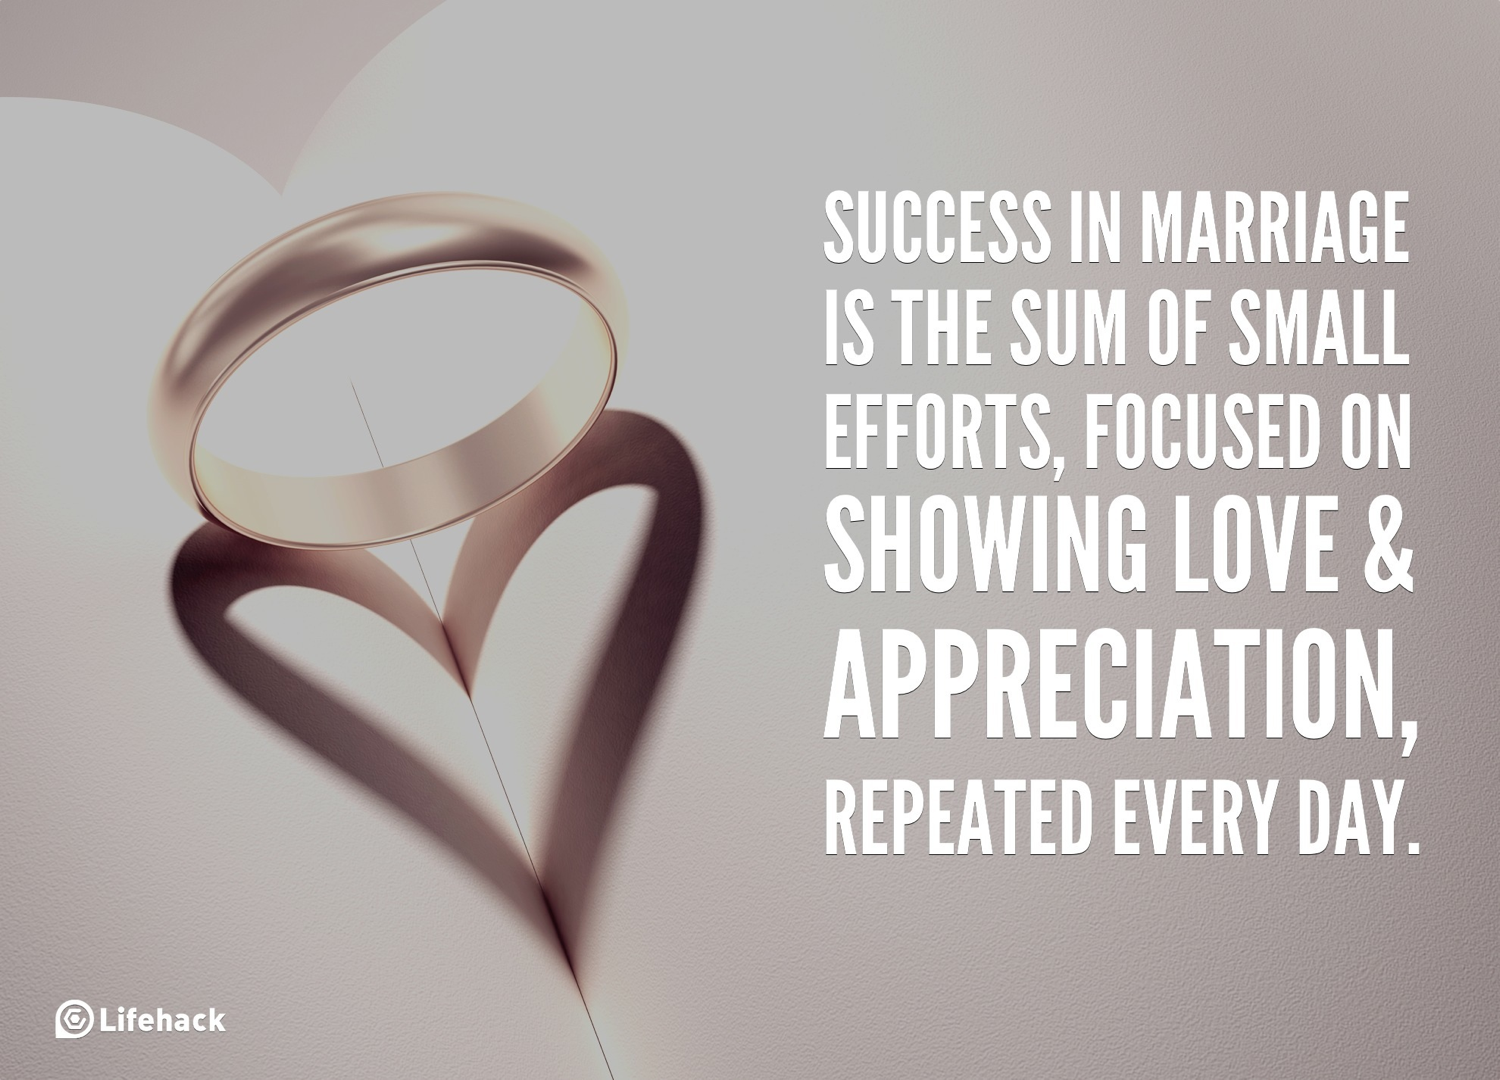 SUCCESS IN MARRIAGE
IS THE SUM OF SMALL
EFFORTS, FOCUSED ON
SHOWING LOVE &
APPRECIATION,
REPEATED EVERY DAY.
Lifehack